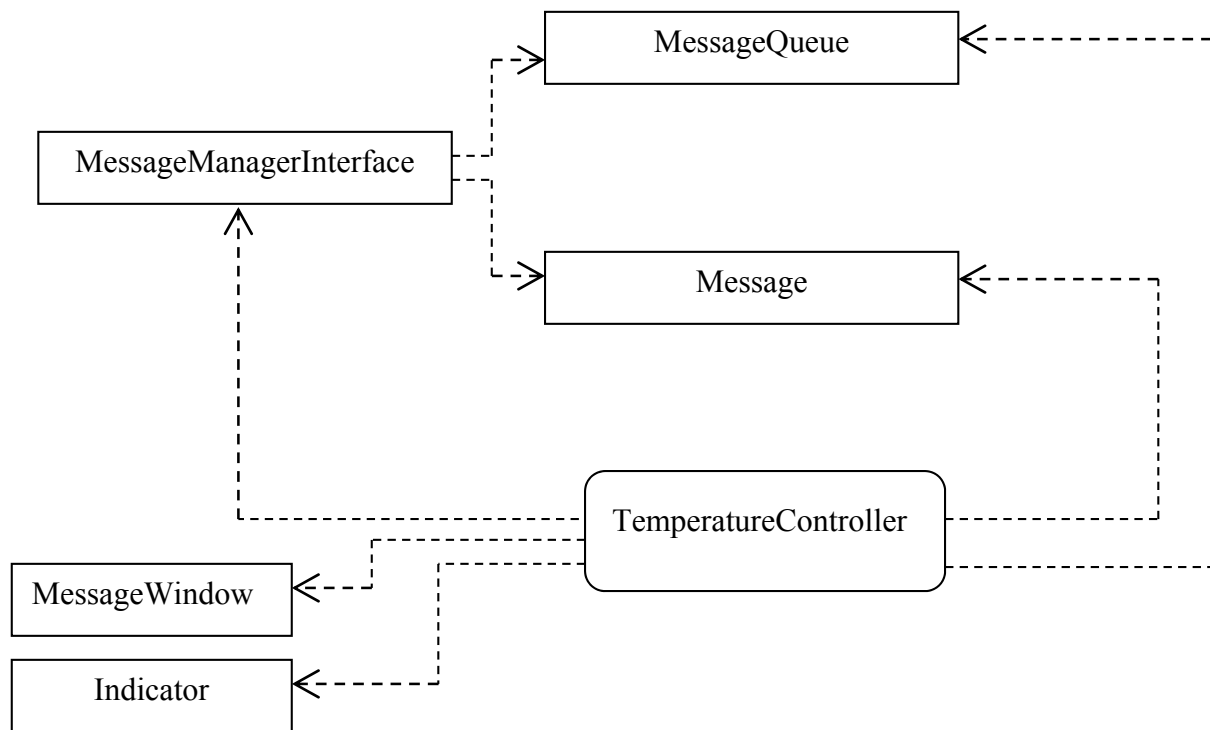 MessageQueue
MessageManagerInterface
Message
TemperatureController
MessageWindow
Indicator